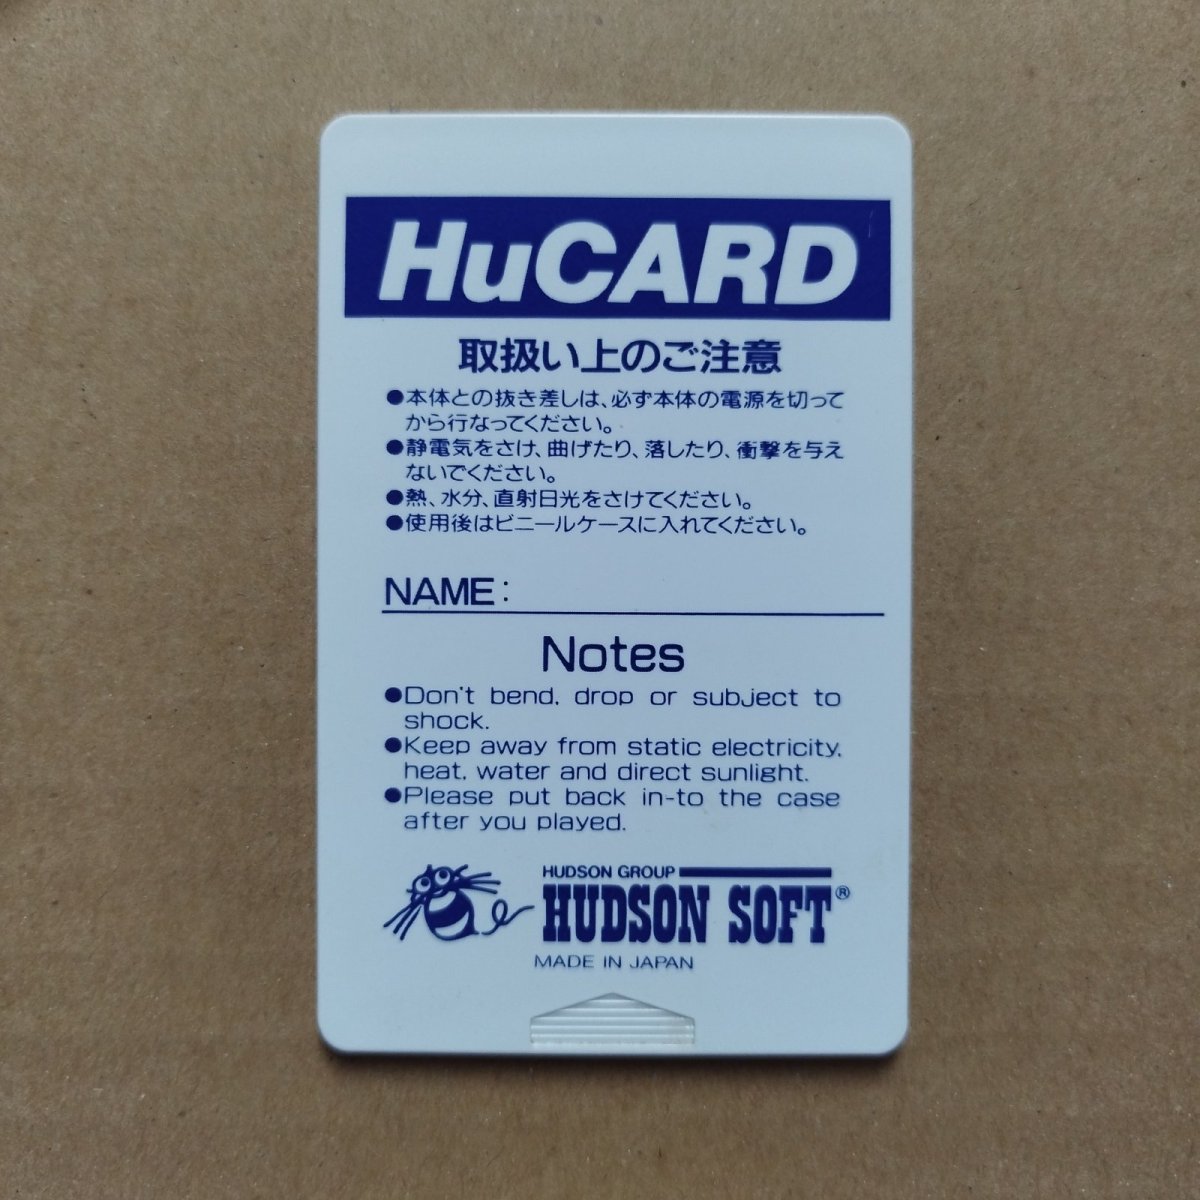 HuCARD
取扱い上のご注意
●本体との抜き差しは、必ず本体の電源を切って
から行なってください。
●静電気をさけ、曲げたり、落したり、衝撃を与え
ないでください。
●熱、水分、直射日光をさけてください。
●使用後はビニールケースに入れてください。
NAME:
Notes
●Don't bend, drop or subject to
shock.
●Keep away from static electricity,
heat, water and direct sunlight.
●Please put back in-to the case
after you played.
HUDSON GROUP
HUDSON SOFT®
MADE IN JAPAN